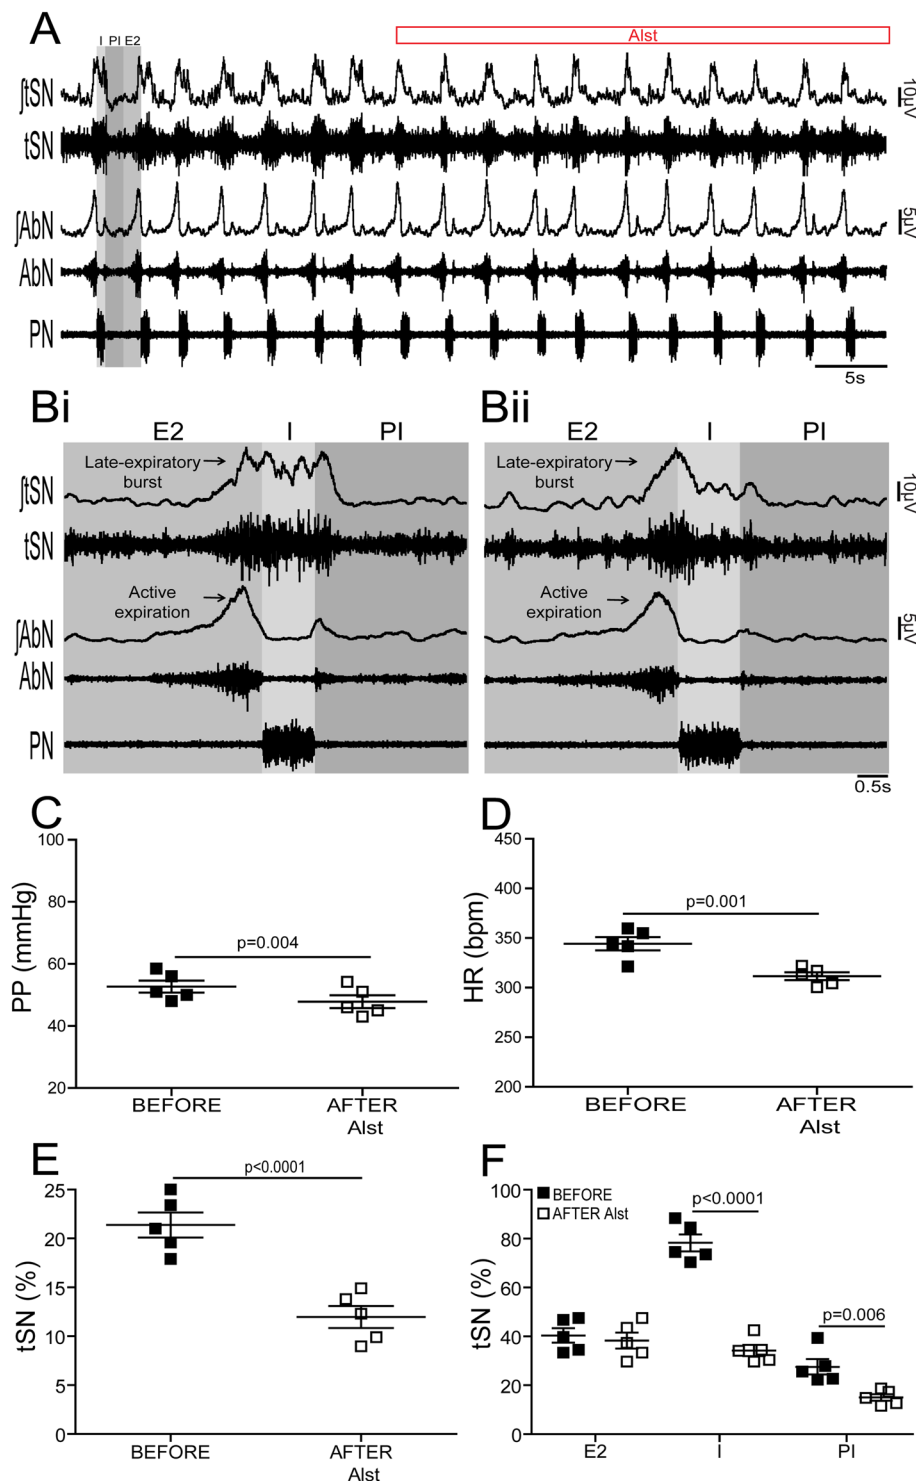 A
I PI E2
Alst
∫tSN
10µV
tSN
∫AbN
5µV
AbN
PN
5s
Bi
Bii
E2 I PI
E2 I PI
Late-expiratory
burst
Late-expiratory
burst
∫tSN
10µV
tSN
Active
expiration
Active
expiration
∫AbN
5µV
AbN
PN
0.5s
C
D
100
80
60
40
20
PP (mmHg)
p=0.004
BEFORE
AFTER
Alst
450
400
350
300
250
200
HR (bpm)
p=0.001
BEFORE
AFTER
Alst
E
F
25
20
15
10
5
0
tSN (%)
p<0.0001
BEFORE
AFTER
Alst
100
80
60
40
20
0
tSN (%)
BEFORE
AFTER Alst
p<0.0001
p=0.006
E2
I
PI